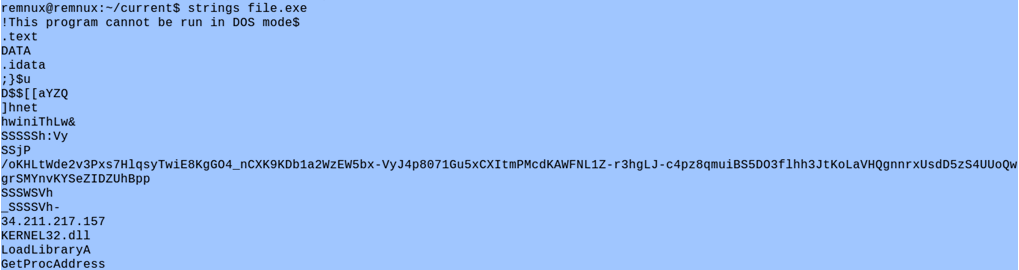 remnux@remnux:~/current$ strings file.exe
!This program cannot be run in DOS mode$
.text
DATA
.idata
;}$u
D$$[[aYZQ
]hnet
hwiniThLw&
SSSSSh:Vy
SSjP
/oKHLtWde2v3Pxs7HlqsyTwiE8KgGO4_nCXK9KDb1a2WzEW5bx-VyJ4p8071Gu5xCXItmPMcdKAWFNL1Z-r3hgLJ-c4pz8qmuiBS5DO3flhh3JtKoLaVHQgnnrxUsdD5zS4UUoQw
grSMYnvKYSeZIDZUhBpp
SSSWSVh
_SSSSVh-
34.211.217.157
KERNEL32.dll
LoadLibraryA
GetProcAddress